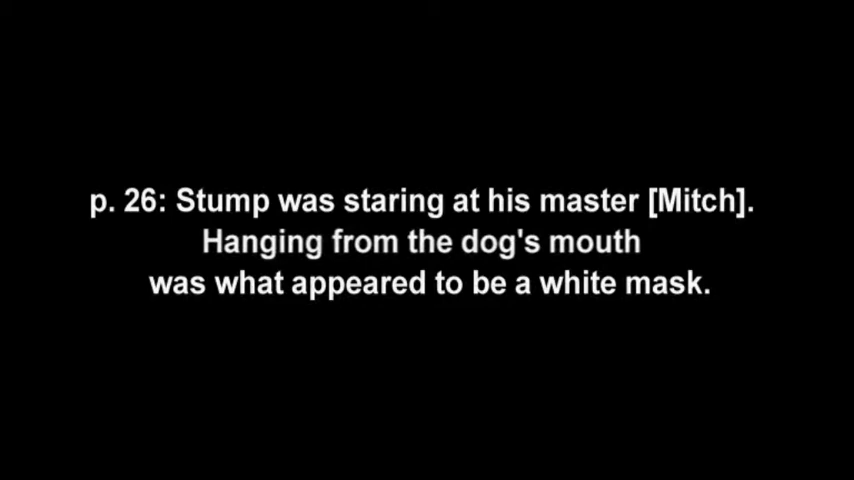 p. 26: Stump was staring at his master [Mitch].
Hanging from the dog's mouth
was what appeared to be a white mask.